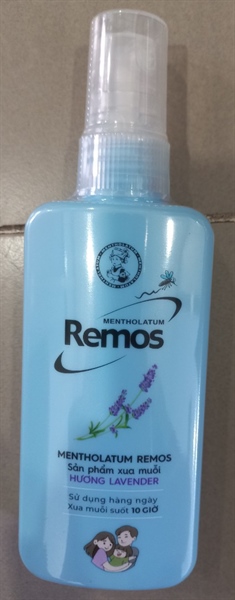 MENTHOLATUM
Remos
MENTHOLATUM REMOS
Sản phẩm xua muỗi
HƯƠNG LAVENDER
Sử dụng hàng ngày
Xua muỗi suốt 10 GIỜ